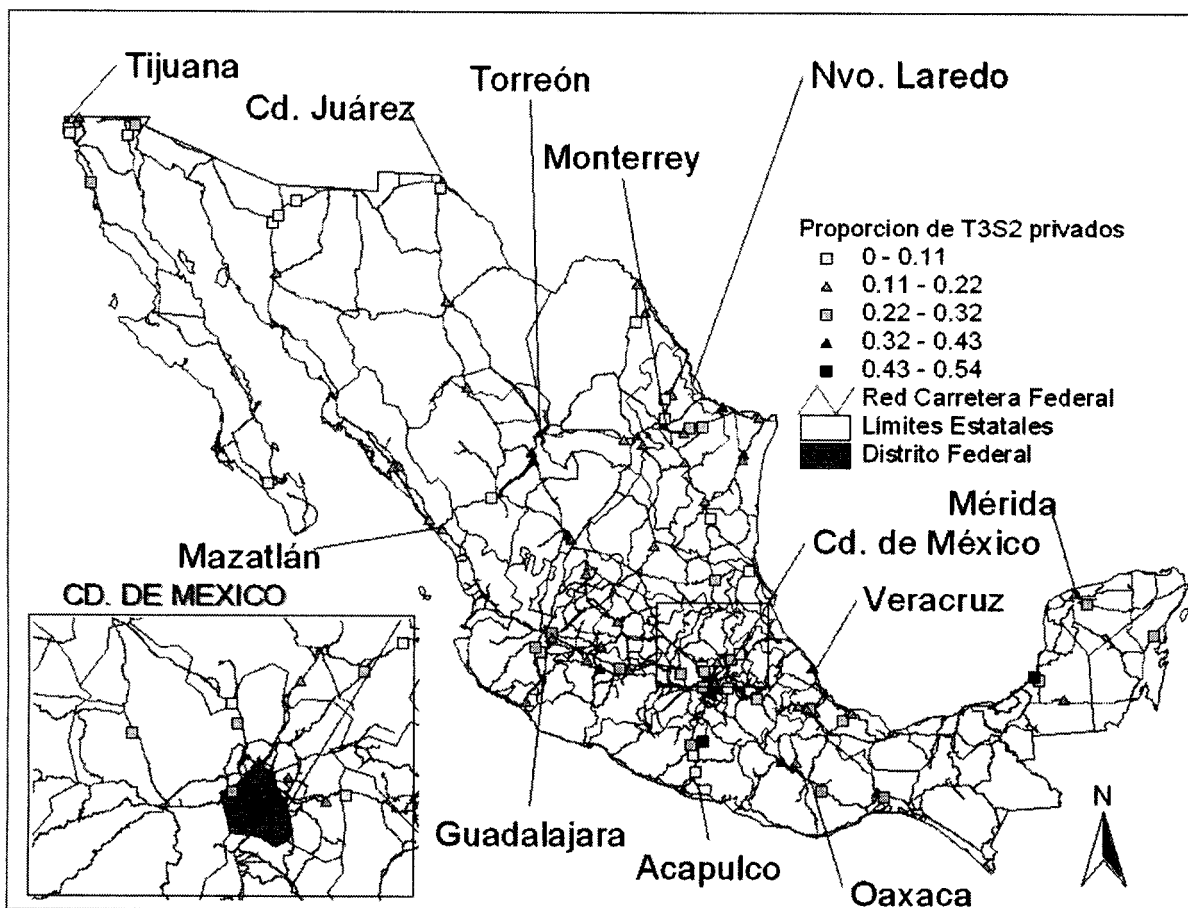 Tijuana
Torreón
Nvo. Laredo
Cd. Juárez
Monterrey
Proporcion de T3S2 privados
0 - 0.11
0.11 - 0.22
0.22 - 0.32
0.32 - 0.43
0.43 - 0.54
Red Carretera Federal
Límites Estatales
Distrito Federal
Mérida
Cd. de México
Mazatlán
Veracruz
CD. DE MEXICO
Guadalajara
Acapulco
Oaxaca
N